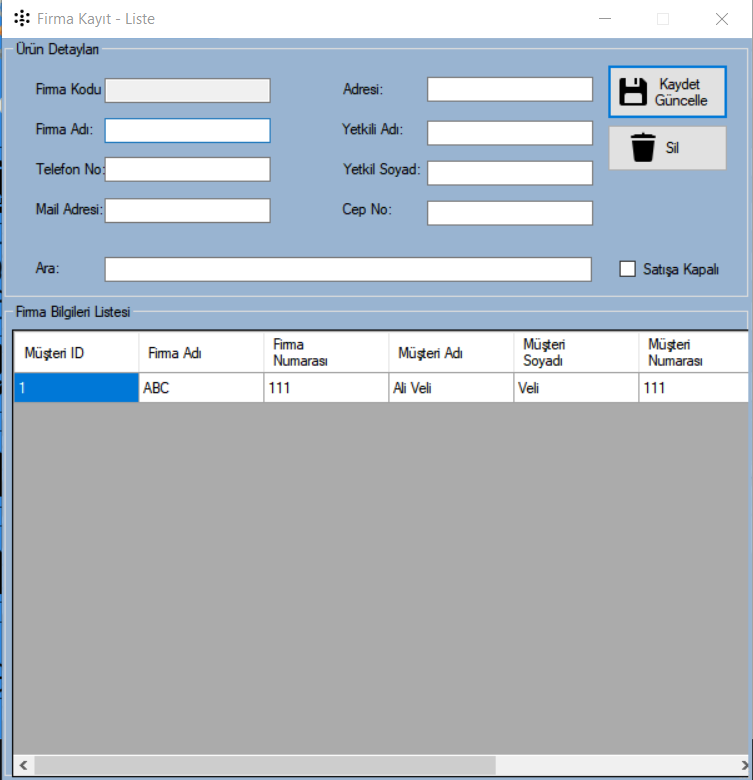 Firma Kayıt - Liste
Ürün Detayları
Firma Kodu
Adresi:
Kaydet
Güncelle
Firma Adı:
Yetkili Adı:
Sil
Telefon No:
Yetkil Soyad:
Mail Adresi:
Cep No:
Ara:
Satışa Kapalı
Firma Bilgileri Listesi
Müşteri ID
Firma Adı
Firma
Numarası
Müşteri Adı
Müşteri
Soyadı
Müşteri
Numarası
1
ABC
111
Ali Veli
Veli
111